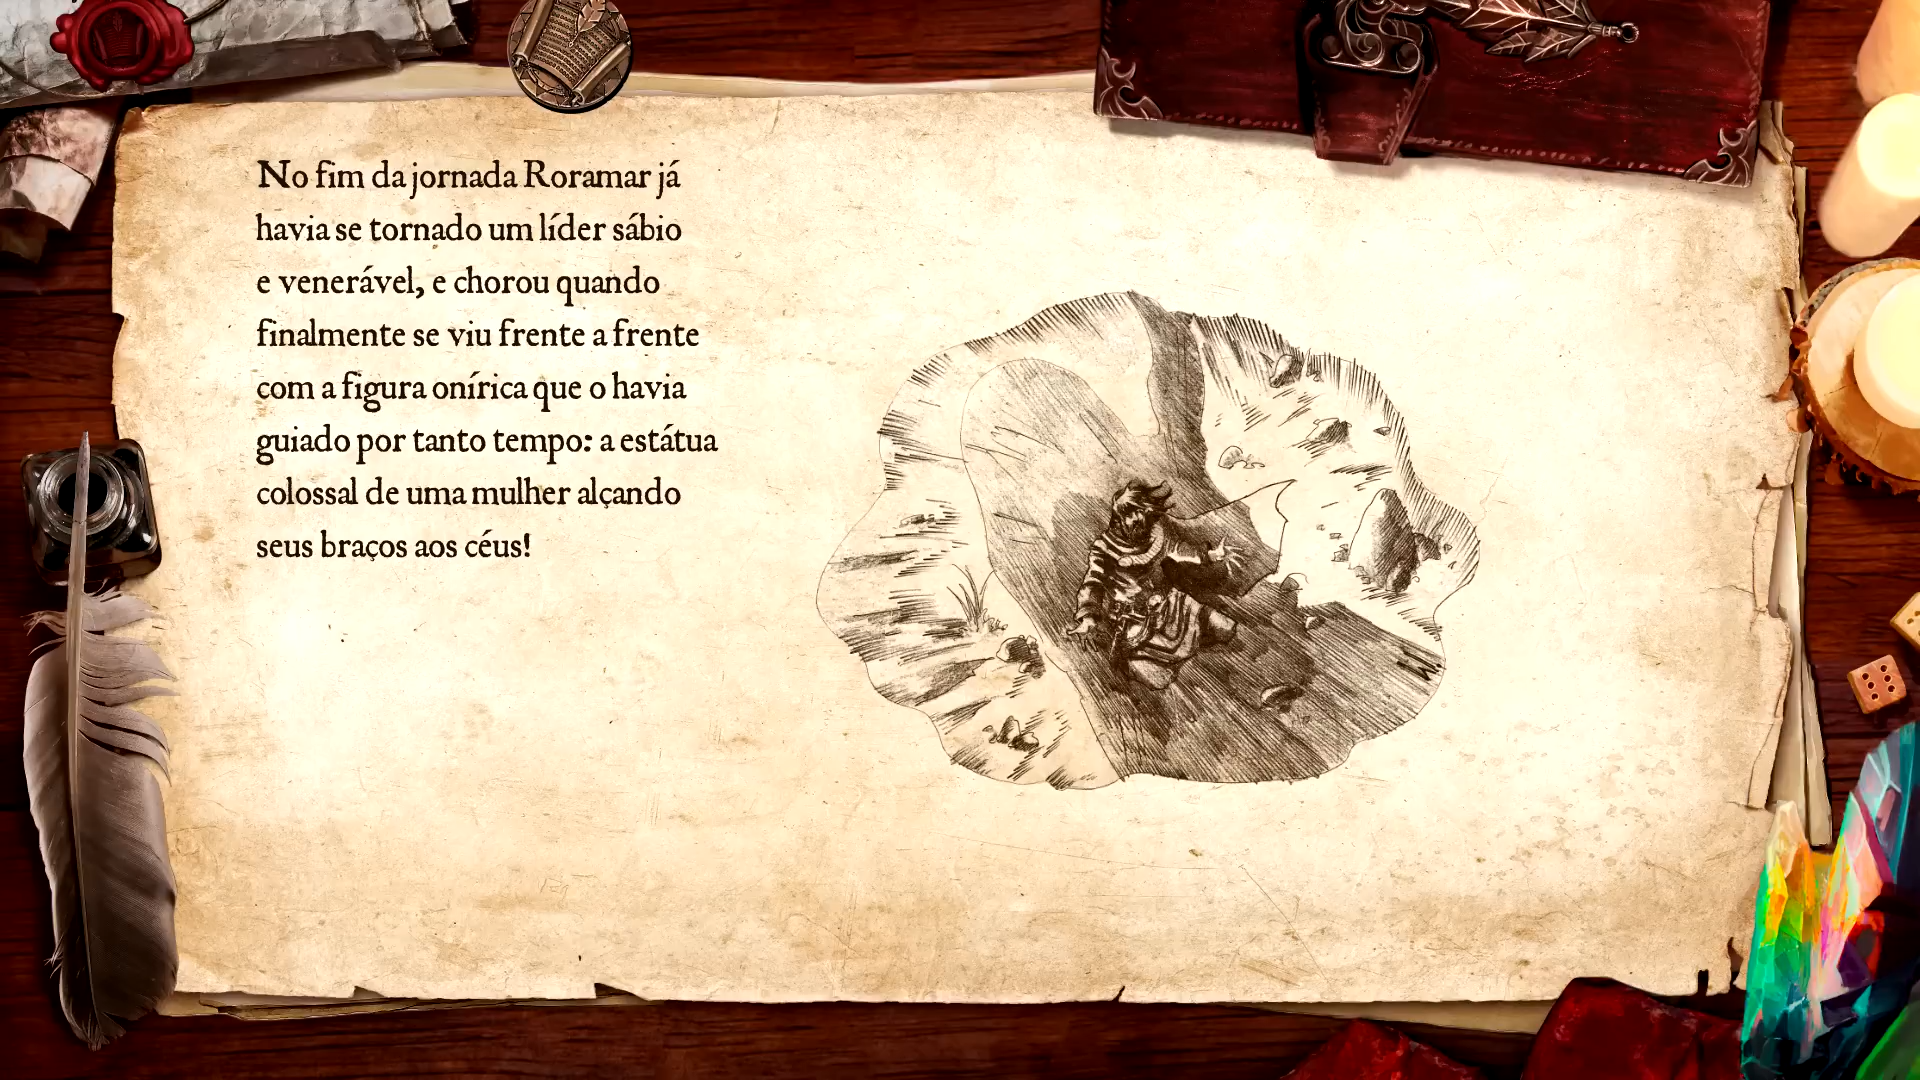 No fim da jornada Roramar já
havia se tornado um líder sábio
e venerável, e chorou quando
finalmente se viu frente a frente
com a figura onírica que o havia
guiado por tanto tempo: a estátua
colossal de uma mulher alçando
seus braços aos céus!